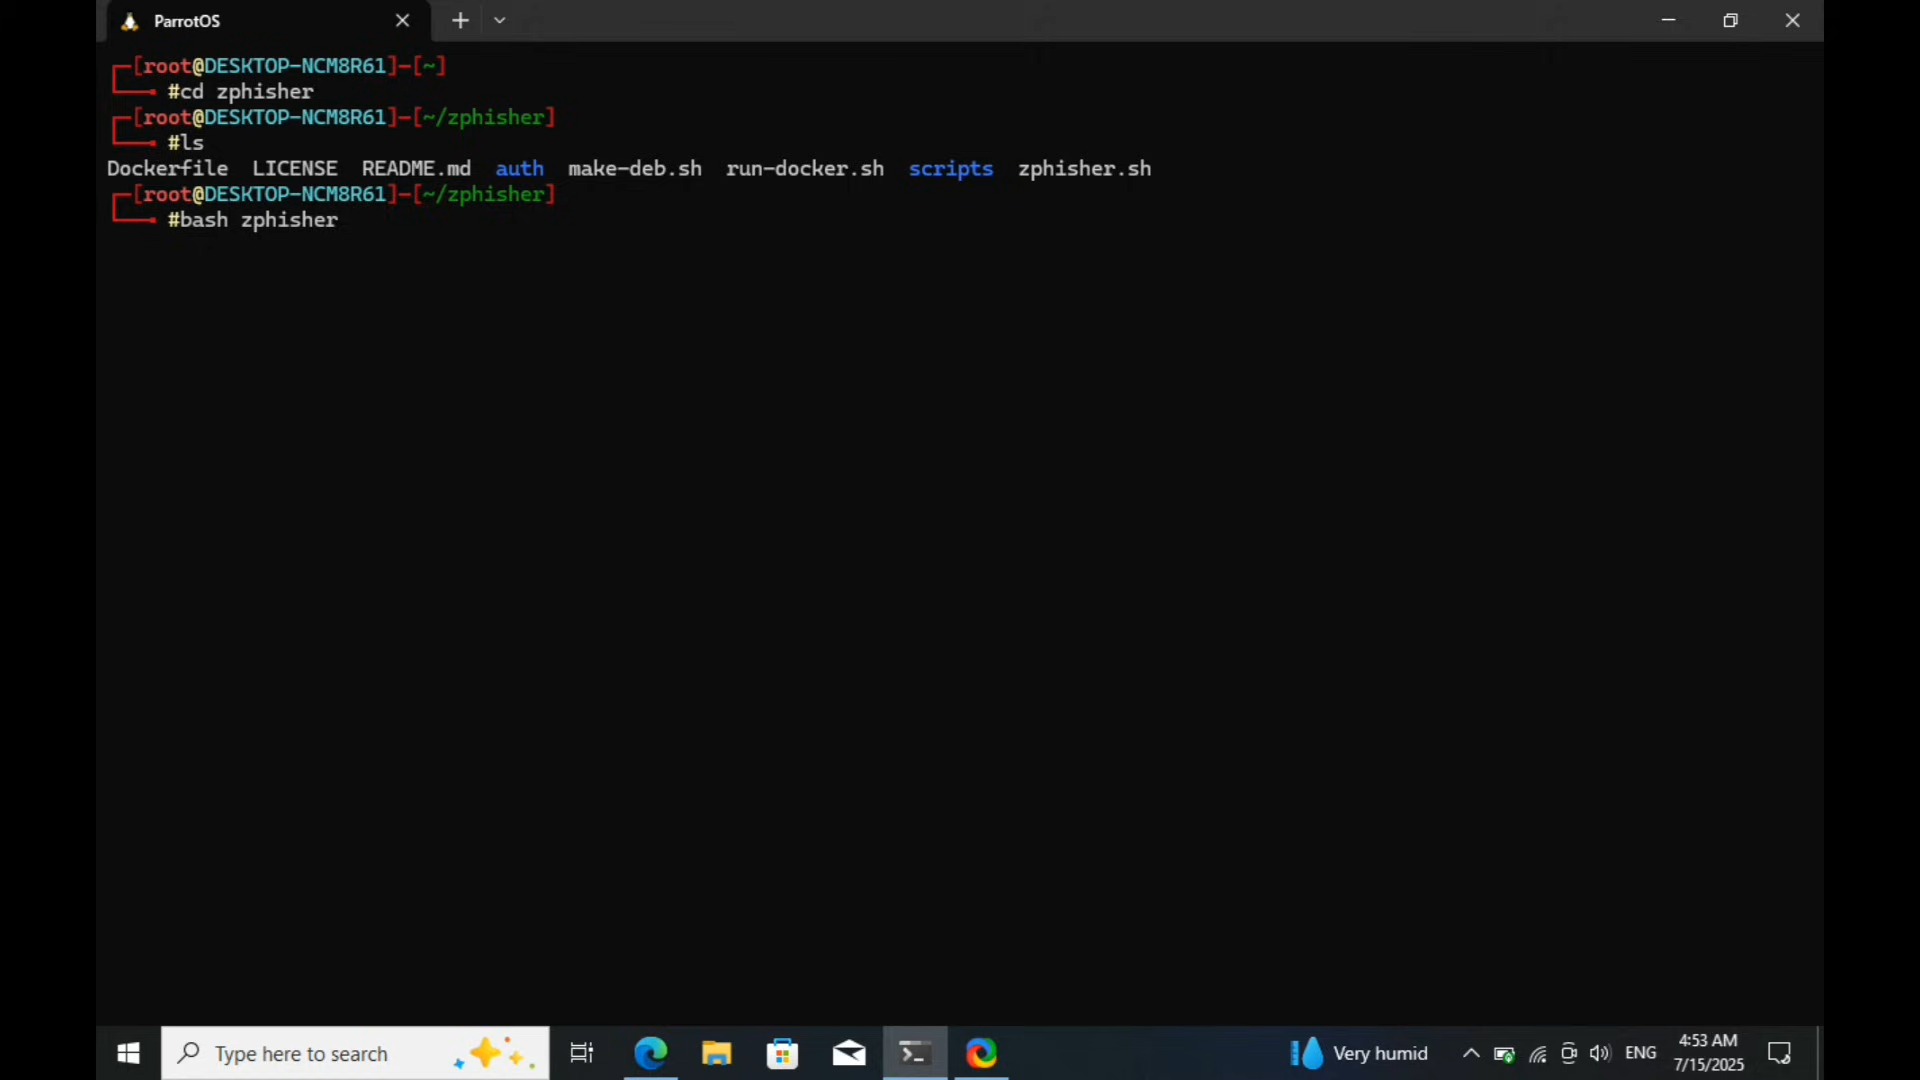 ParrotOS
[root@DESKTOP-NCM8R61]-[~]
#cd zphisher
[root@DESKTOP-NCM8R61]-[~/zphisher]
#ls
Dockerfile LICENSE README.md auth make-deb.sh run-docker.sh scripts zphisher.sh
[root@DESKTOP-NCM8R61]-[~/zphisher]
#bash zphisher
Type here to search
Very humid
ENG
4:53 AM
7/15/2025